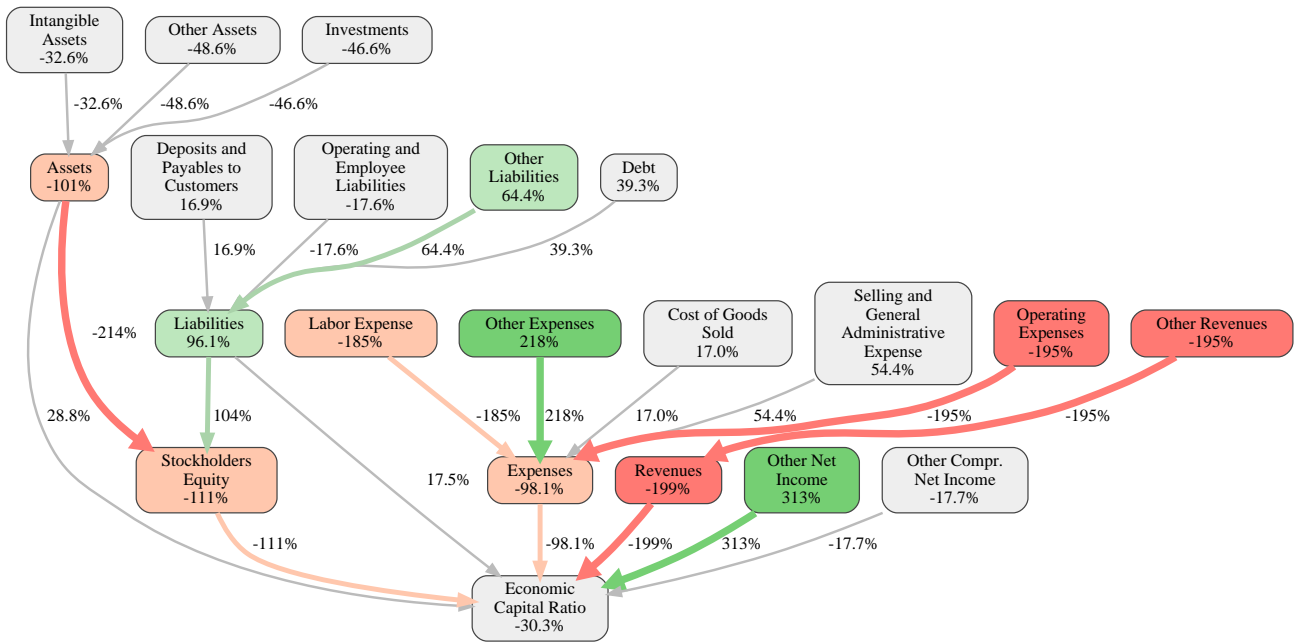 Intangible
Assets
-32.6%
Other Assets
-48.6%
Investments
-46.6%
-32.6%
-48.6%
-46.6%
Assets
-101%
Deposits and
Payables to
Customers
16.9%
Operating and
Employee
Liabilities
-17.6%
Other
Liabilities
64.4%
Debt
39.3%
16.9%
-17.6%
64.4%
39.3%
-214%
Liabilities
96.1%
Labor Expense
-185%
Other Expenses
218%
Cost of Goods
Sold
17.0%
Selling and
General
Administrative
Expense
54.4%
Operating
Expenses
-195%
Other Revenues
-195%
28.8%
104%
-185%
218%
17.0%
54.4%
-195%
-195%
Stockholders
Equity
-111%
17.5%
Expenses
-98.1%
Revenues
-199%
Other Net
Income
313%
Other Compr.
Net Income
-17.7%
-111%
-98.1%
-199%
313%
-17.7%
Economic
Capital Ratio
-30.3%